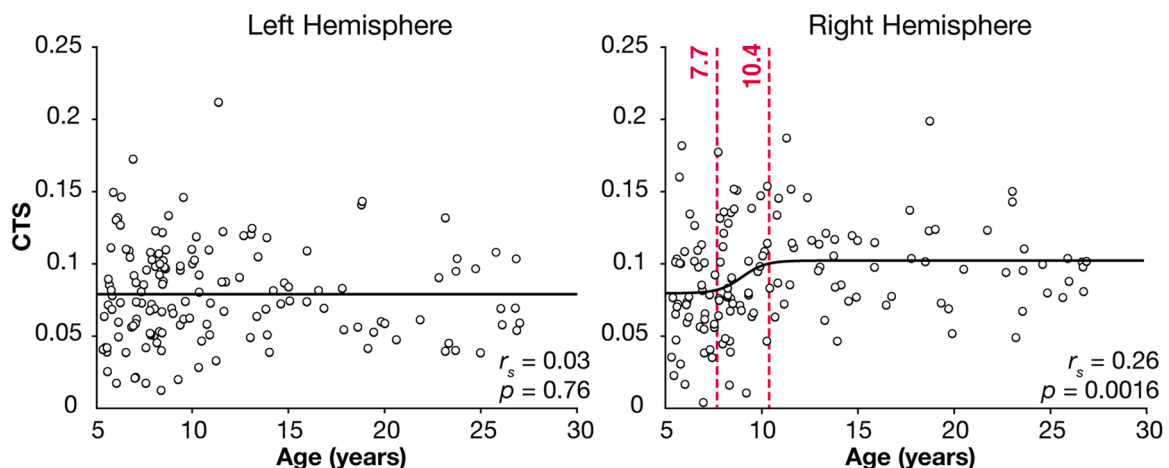 Left Hemisphere
CTS
0.25
0.2
0.15
0.1
0.05
0
r_s = 0.03
p = 0.76
5 10 15 20 25 30
Age (years)
Right Hemisphere
7.7
10.4
0.25
0.2
0.15
0.1
0.05
0
r_s = 0.26
p = 0.0016
5 10 15 20 25 30
Age (years)